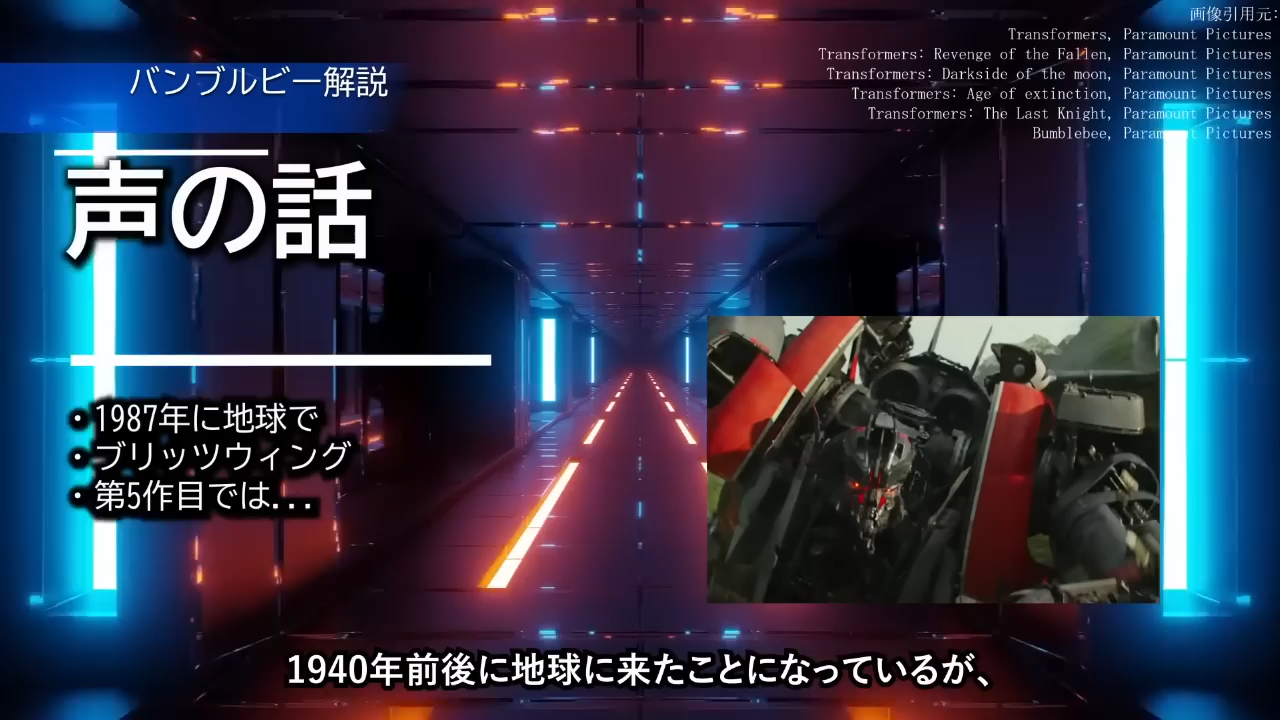 画像引用元:
Transformers, Paramount Pictures
Transformers: Revenge of the Fallen, Paramount Pictures
Transformers: Darkside of the moon, Paramount Pictures
Transformers: Age of extinction, Paramount Pictures
Transformers: The Last Knight, Paramount Pictures
Bumblebee, Paramount Pictures
バンブルビー解説
声の話
・1987年に地球で
・ブリッツウィング
・第5作目では...
1940年前後に地球に来たことになっているが、